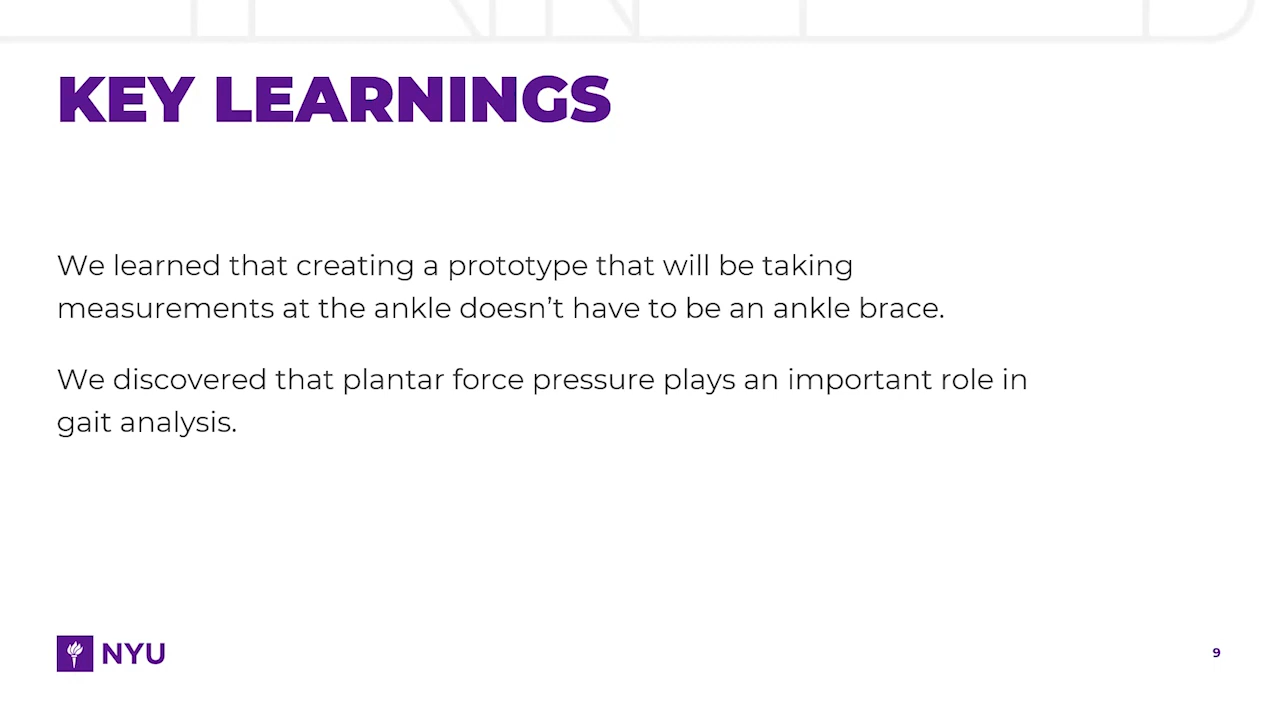 KEY LEARNINGS
We learned that creating a prototype that will be taking
measurements at the ankle doesn’t have to be an ankle brace.
We discovered that plantar force pressure plays an important role in
gait analysis.
NYU
9